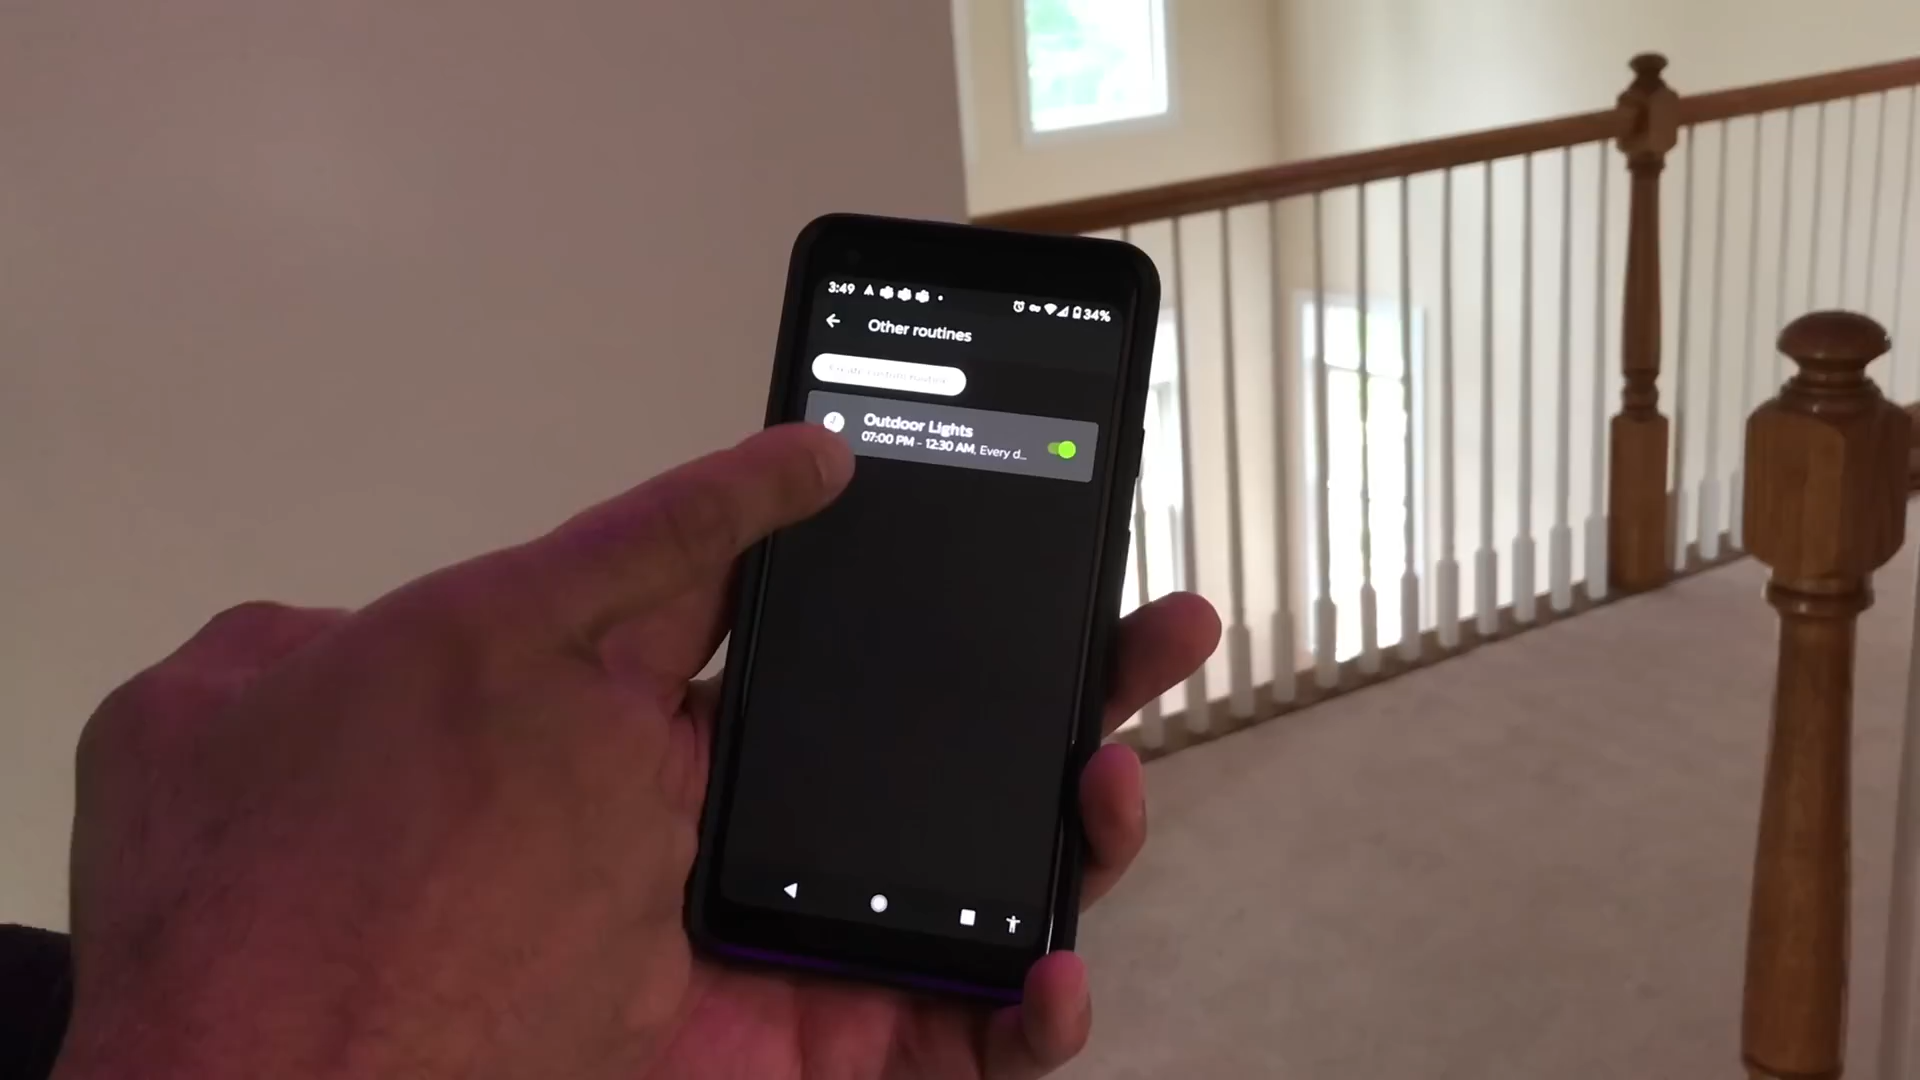 3:49
34%
Other routines
Outdoor Lights
07:00 PM - 12:30 AM, Every d...